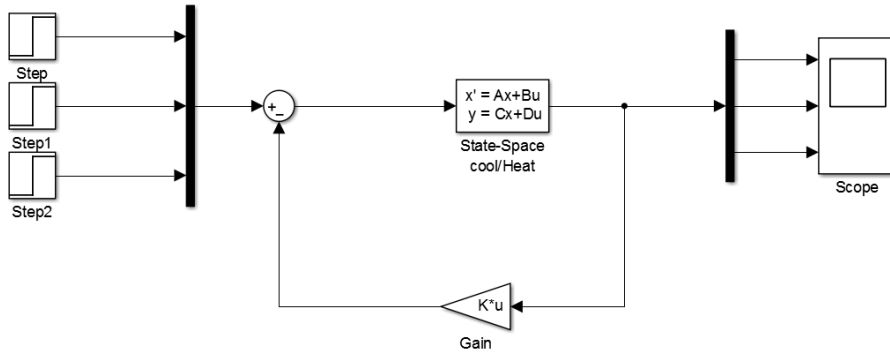 Step
Step1
Step2
+
−
x' = Ax+Bu
y = Cx+Du
State-Space
cool/Heat
K*u
Gain
Scope